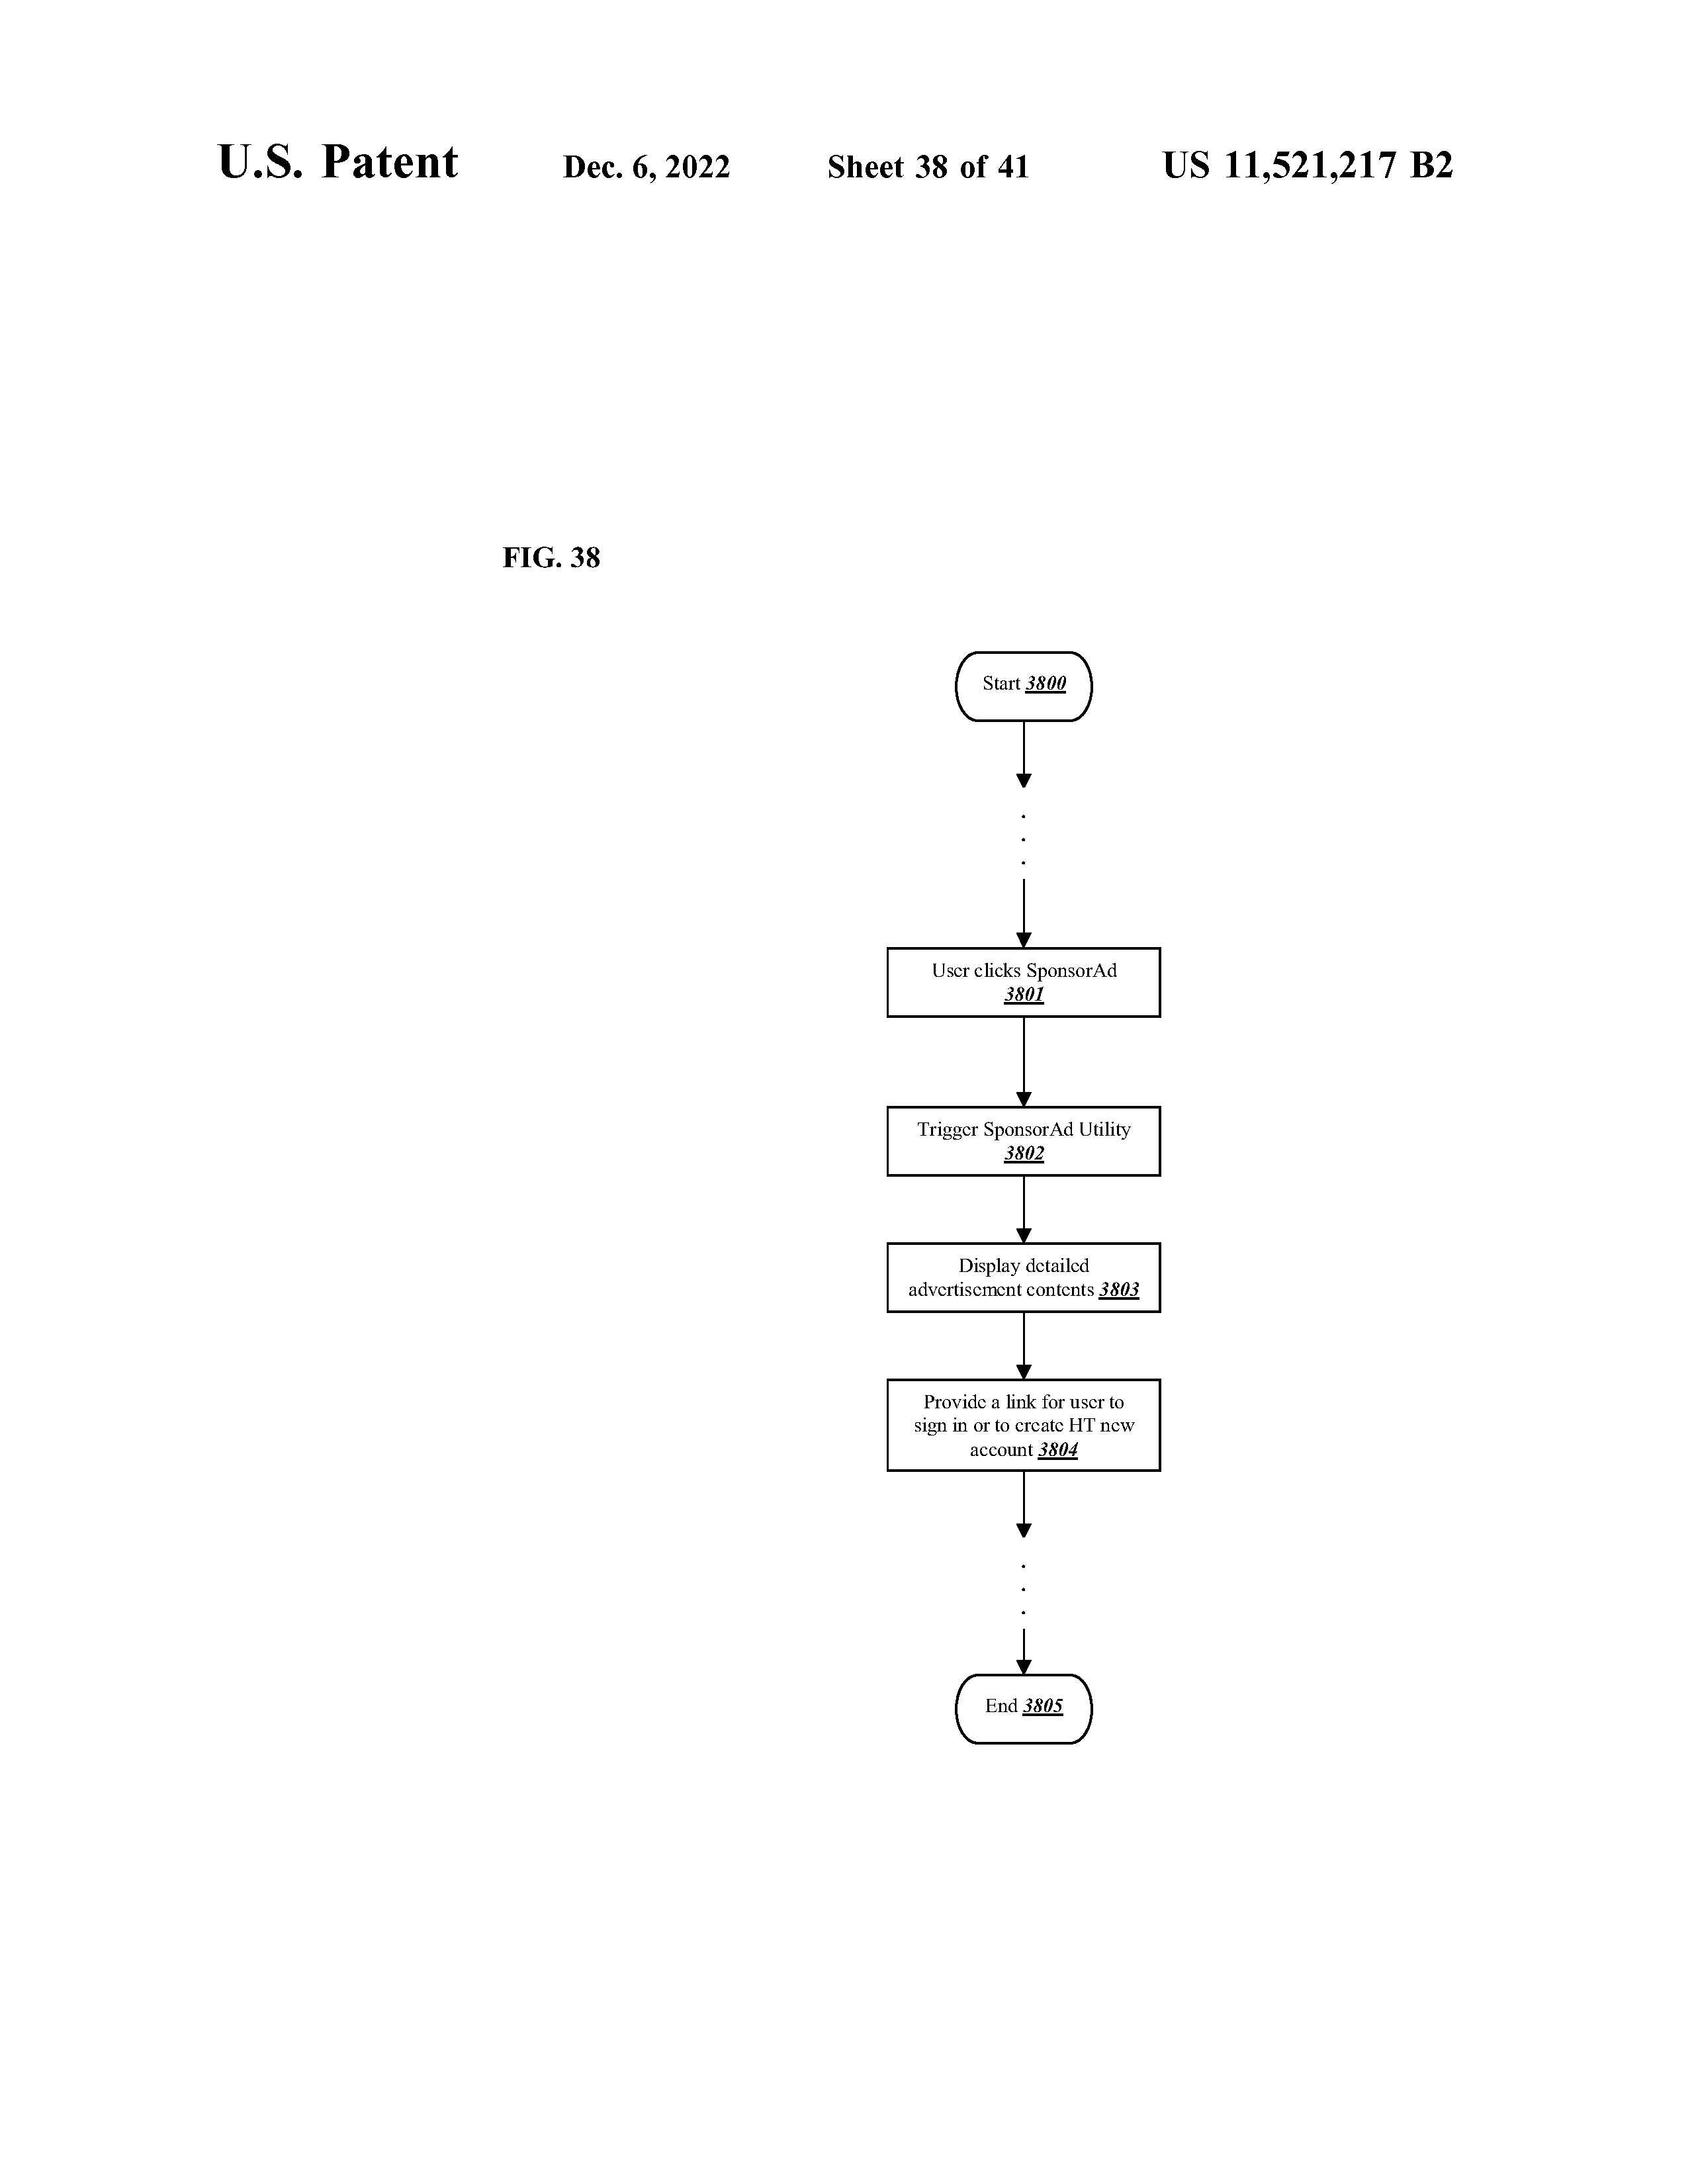 U.S. Patent Dec. 6, 2022 Sheet 38 of 41 US 11,521,217 B2
FIG. 38
Start 3800
User clicks SponsorAd
3801
Trigger SponsorAd Utility
3802
Display detailed
advertisement contents 3803
Provide a link for user to
sign in or to create HT new
account 3804
End 3805